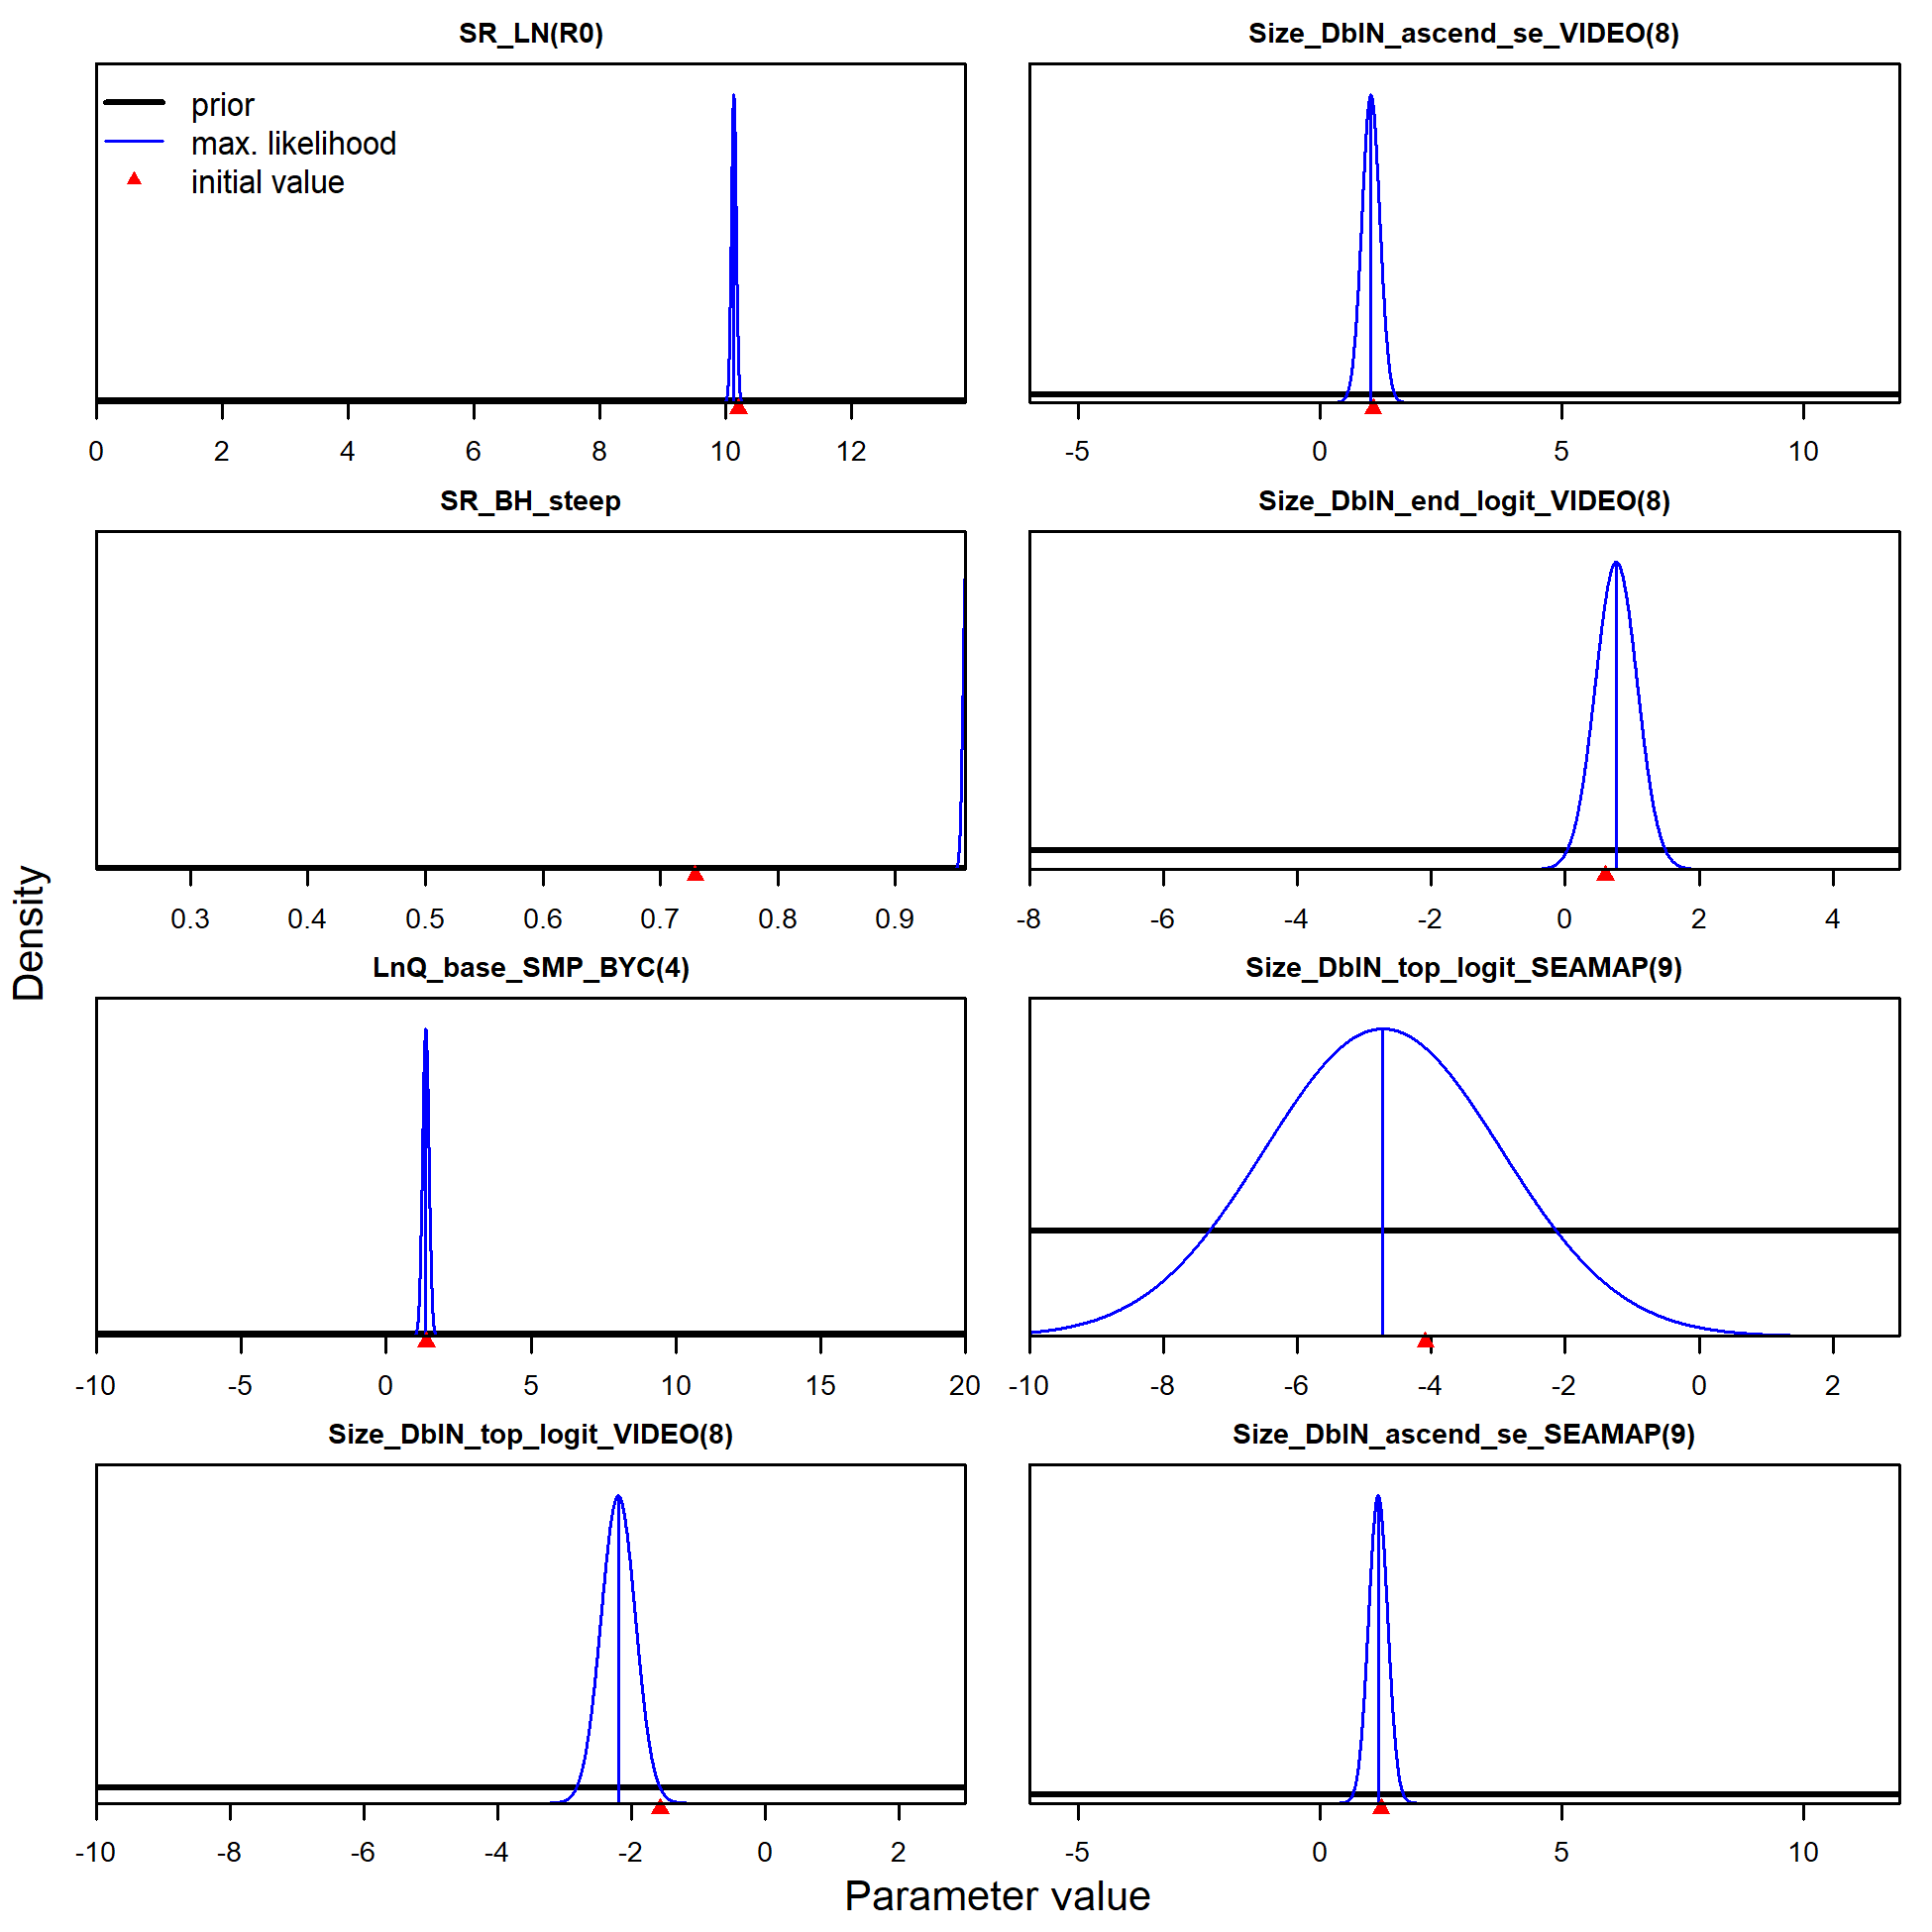 SR_LN(R0)
prior
max. likelihood
initial value
0 2 4 6 8 10 12
Size_DblN_ascend_se_VIDEO(8)
-5 0 5 10
SR_BH_steep
0.3 0.4 0.5 0.6 0.7 0.8 0.9
Size_DblN_end_logit_VIDEO(8)
-8 -6 -4 -2 0 2 4
LnQ_base_SMP_BYC(4)
-10 -5 0 5 10 15 20
Size_DblN_top_logit_SEAMAP(9)
-10 -8 -6 -4 -2 0 2
Size_DblN_top_logit_VIDEO(8)
-10 -8 -6 -4 -2 0 2
Size_DblN_ascend_se_SEAMAP(9)
-5 0 5 10
Density
Parameter value